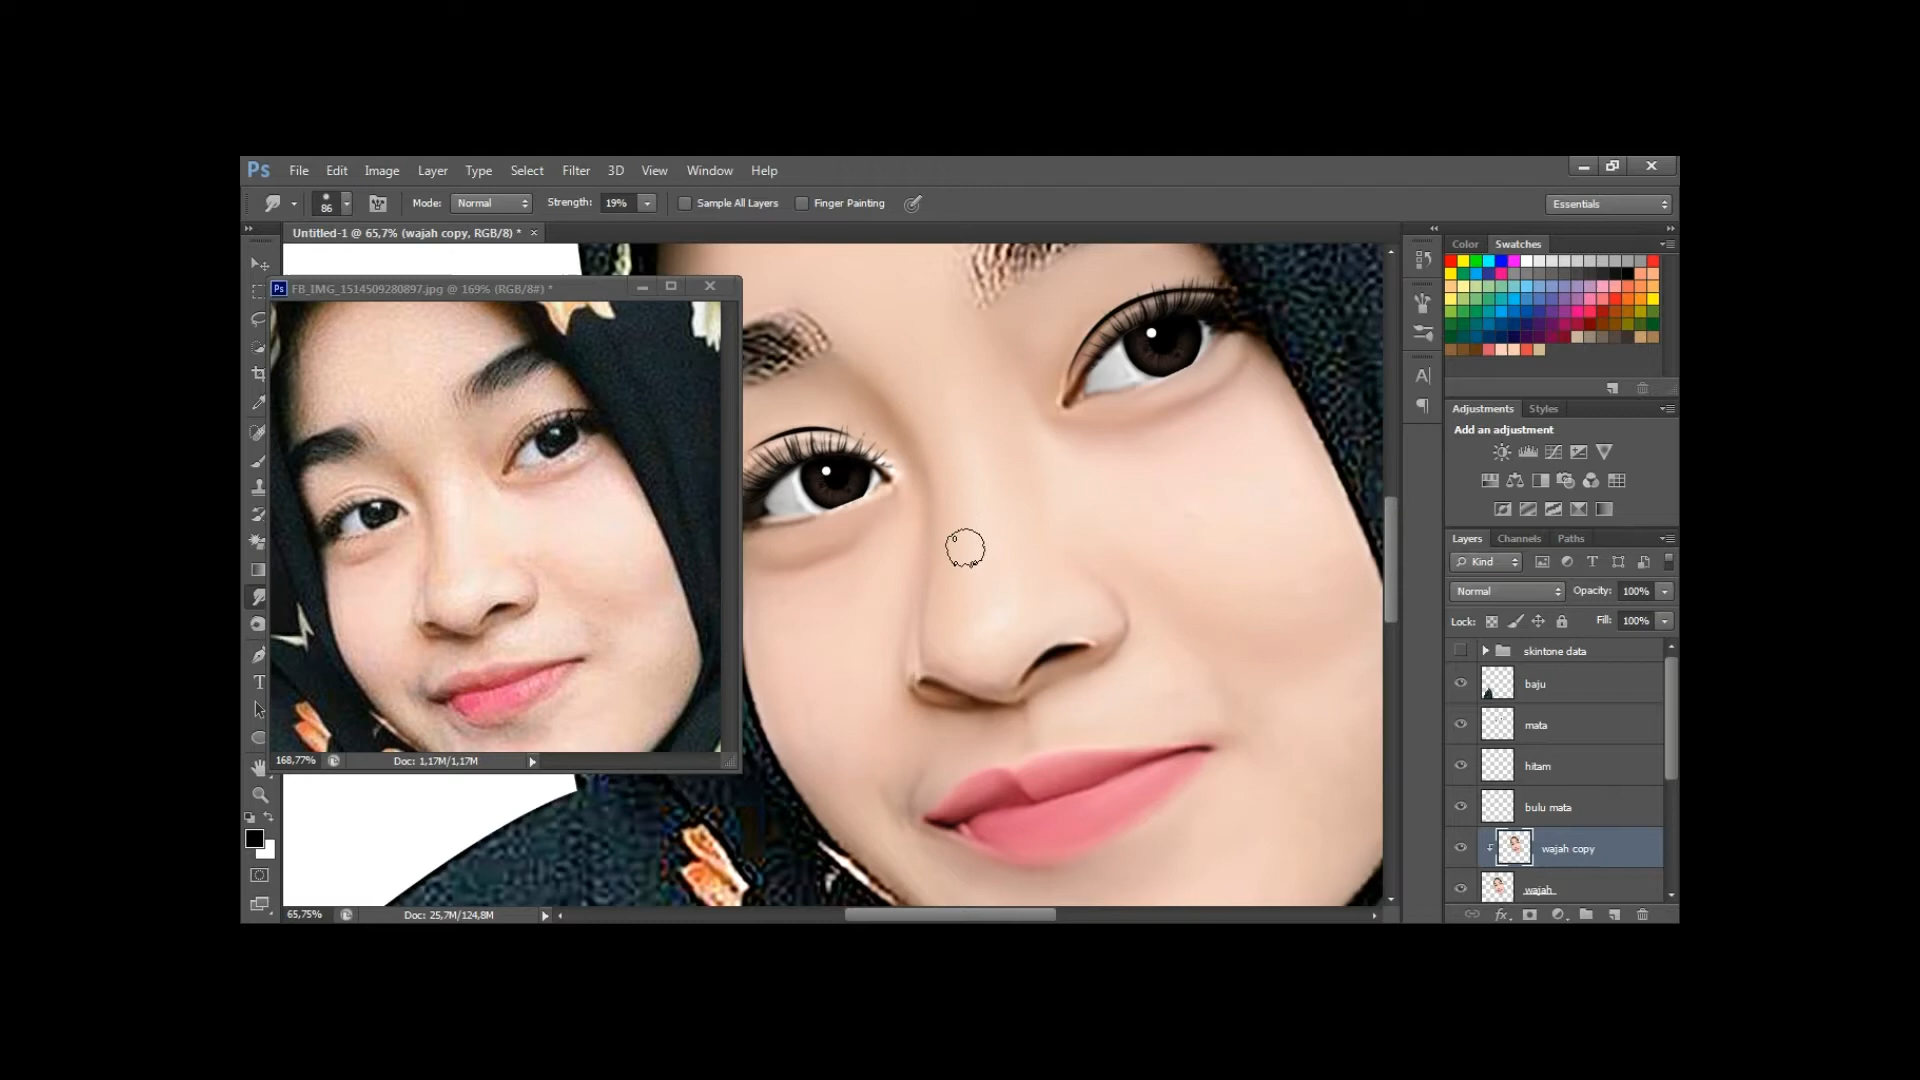 Ps File Edit Image Layer Type Select Filter 3D View Window Help
86 Mode: Normal Strength: 19% Sample All Layers Finger Painting Essentials
Untitled-1 @ 65,7% (wajah copy, RGB/8) *
Color Swatches
Ps FB_IMG_1514509280897.jpg @ 169% (RGB/8#) *
Adjustments Styles
Add an adjustment
Layers Channels Paths
Kind
Normal Opacity: 100%
Lock: Fill: 100%
skintone data
baju
mata
hitam
bulu mata
wajah copy
wajah
168,77% Doc: 1,17M/1,17M
65,75% Doc: 25,7M/124,8M